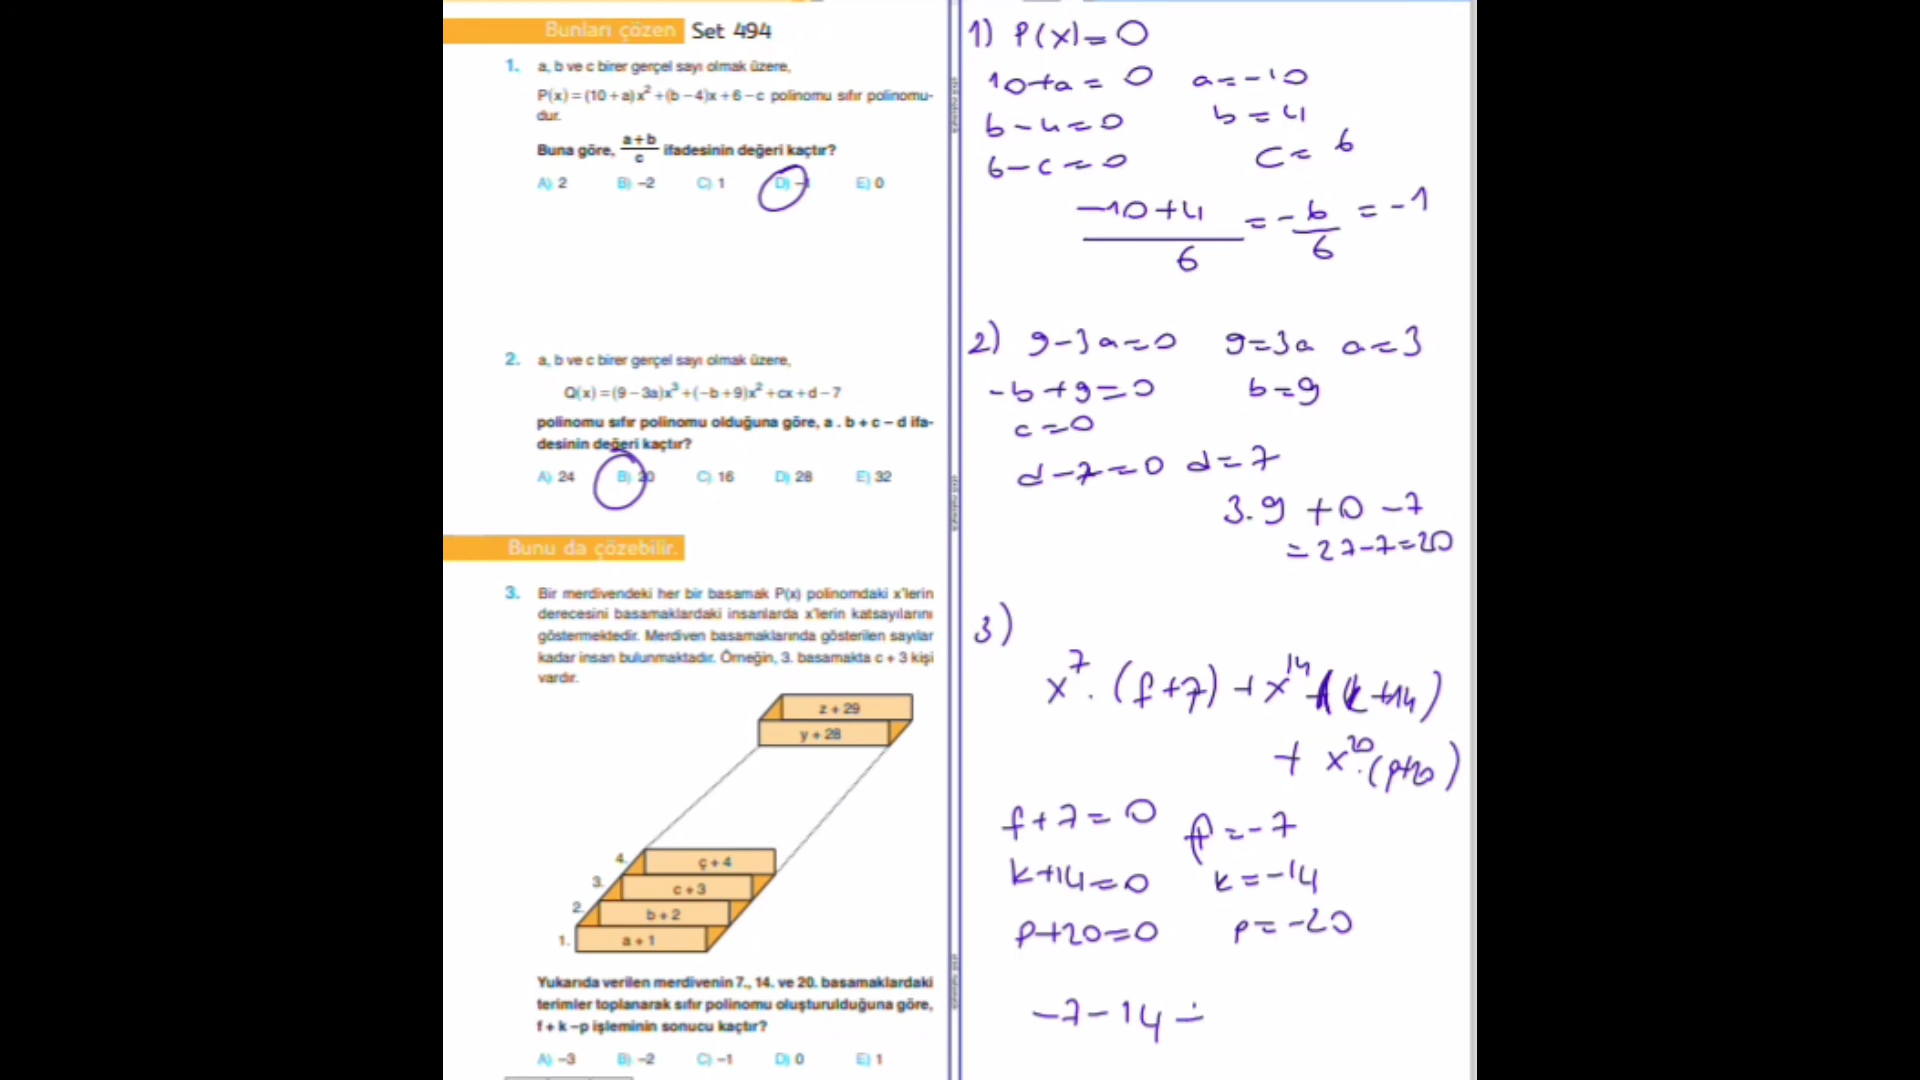 Bunları çözen Set 494
1. a, b ve c birer gerçel sayı olmak üzere,
P(x) = (10 + a)x² + (b – 4)x + 6 – c polinomu sıfır polinomu-
dur.
Buna göre, a+b/c ifadesinin değeri kaçtır?
A) 2 B) –2 C) 1 D) –1 E) 0
2. a, b ve c birer gerçel sayı olmak üzere,
Q(x) = (9 – 3a)x³ + (–b + 9)x² + cx + d – 7
polinomu sıfır polinomu olduğuna göre, a . b + c – d ifa-
desinin değeri kaçtır?
A) 24 B) 20 C) 16 D) 28 E) 32
Bunu da çözebilir.
3. Bir merdivendeki her bir basamak P(x) polinomdaki x'lerin
derecesini basamaklardaki insanlarda x'lerin katsayılarını
göstermektedir. Merdiven basamaklarında gösterilen sayılar
kadar insan bulunmaktadır. Örneğin, 3. basamakta c + 3 kişi
vardır.
z + 29
y + 28
4. ç + 4
3. c + 3
2. b + 2
1. a + 1
Yukarıda verilen merdivenin 7., 14. ve 20. basamaklardaki
terimler toplanarak sıfır polinomu oluşturulduğuna göre,
f + k –p işleminin sonucu kaçtır?
A) –3 B) –2 C) –1 D) 0 E) 1
1) P(x)=0
10+a=0 a=-10
b-4=0 b=4
6-c=0 c=6
-10+4/6 = -6/6 = -1
2) 9-3a=0 9=3a a=3
-b+9=0 b=9
c=0
d-7=0 d=7
3.9 +0 -7
=27-7=20
3)
x⁷.(f+7)+x¹⁴.(k+14)
+ x²⁰.(p+20)
f+7=0 f=-7
k+14=0 k=-14
p+20=0 p=-20
-7-14-